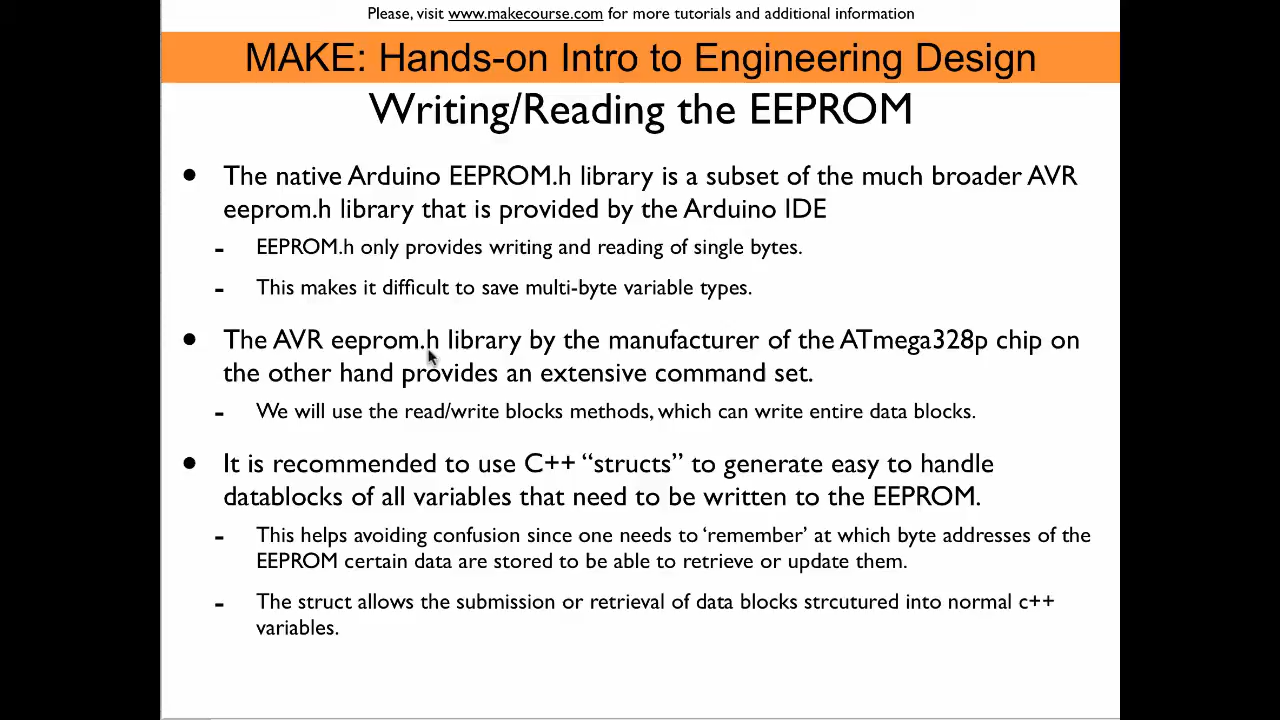 Please, visit www.makecourse.com for more tutorials and additional information
MAKE: Hands-on Intro to Engineering Design
Writing/Reading the EEPROM
• The native Arduino EEPROM.h library is a subset of the much broader AVR
eeprom.h library that is provided by the Arduino IDE
- EEPROM.h only provides writing and reading of single bytes.
- This makes it difficult to save multi-byte variable types.
• The AVR eeprom.h library by the manufacturer of the ATmega328p chip on
the other hand provides an extensive command set.
- We will use the read/write blocks methods, which can write entire data blocks.
• It is recommended to use C++ “structs” to generate easy to handle
datablocks of all variables that need to be written to the EEPROM.
- This helps avoiding confusion since one needs to ‘remember’ at which byte addresses of the
EEPROM certain data are stored to be able to retrieve or update them.
- The struct allows the submission or retrieval of data blocks strcutured into normal c++
variables.